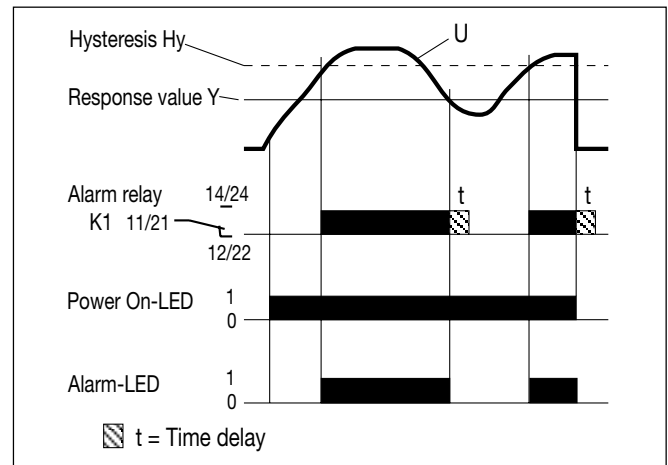 Hysteresis Hy
U
Response value Y
t
t
Alarm relay 14/24
K1 11/21
12/22
Power On-LED 1
0
Alarm-LED 1
0
t = Time delay